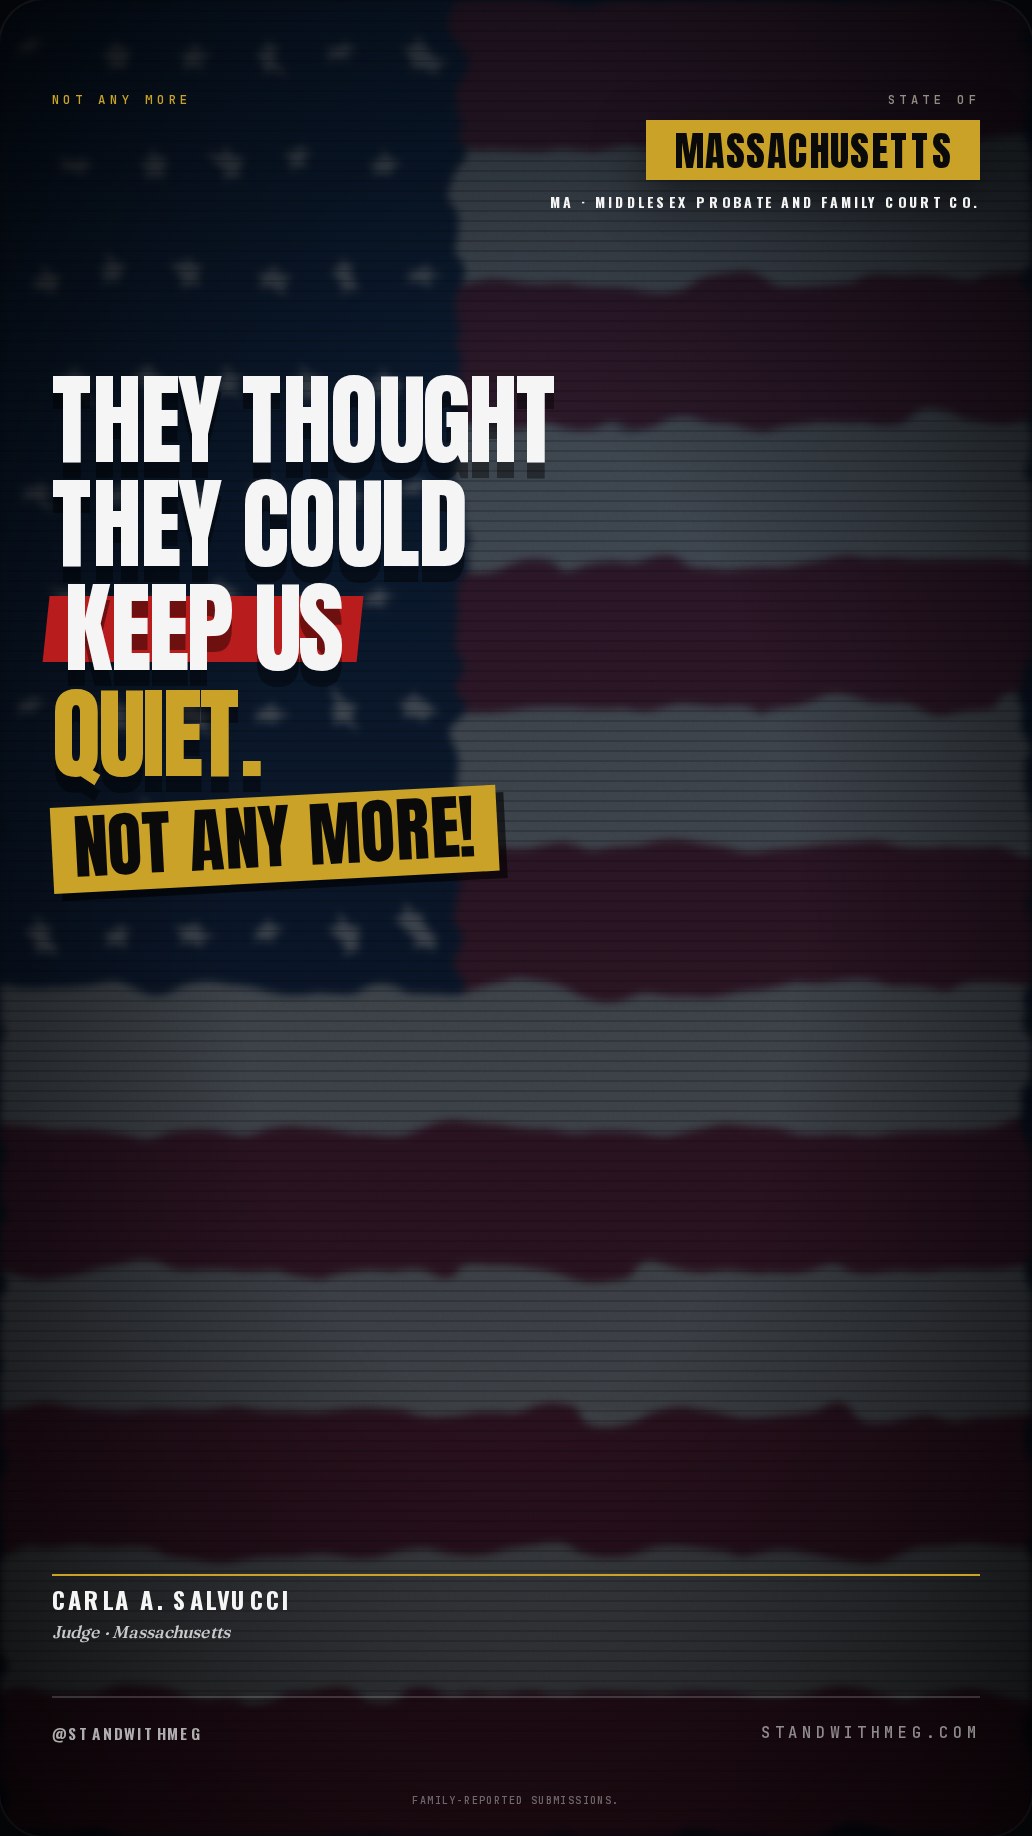 NOT ANY MORE
STATE OF
MASSACHUSETTS
MA · MIDDLESEX PROBATE AND FAMILY COURT CO.
THEY THOUGHT
THEY COULD
KEEP US
QUIET.
NOT ANY MORE!
CARLA A. SALVUCCI
Judge · Massachusetts
@STANDWITHMEG
STANDWITHMEG.COM
FAMILY-REPORTED SUBMISSIONS.